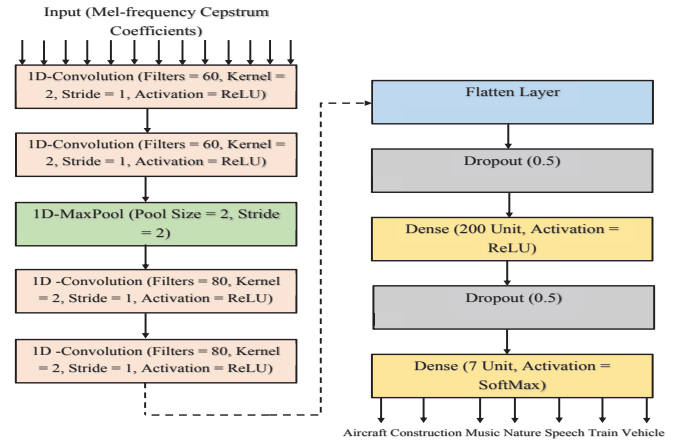 Input (Mel-frequency Cepstrum
Coefficients)
1D-Convolution (Filters = 60, Kernel =
2, Stride = 1, Activation = ReLU)
1D-Convolution (Filters = 60, Kernel =
2, Stride = 1, Activation = ReLU)
1D-MaxPool (Pool Size = 2, Stride
= 2)
1D -Convolution (Filters = 80, Kernel
= 2, Stride = 1, Activation = ReLU)
1D -Convolution (Filters = 80, Kernel
= 2, Stride = 1, Activation = ReLU)
Flatten Layer
Dropout (0.5)
Dense (200 Unit, Activation =
ReLU)
Dropout (0.5)
Dense (7 Unit, Activation =
SoftMax)
Aircraft Construction Music Nature Speech Train Vehicle